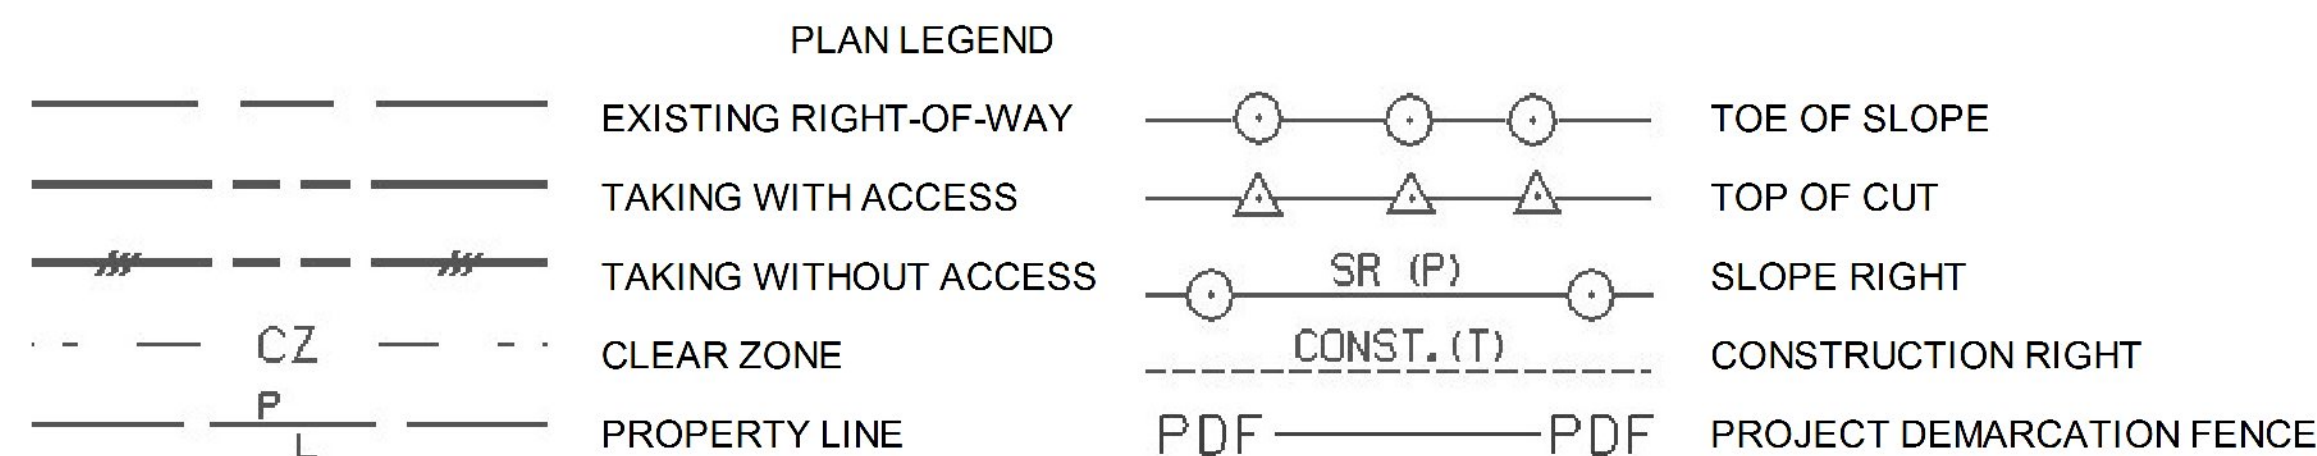 PLAN LEGEND
EXISTING RIGHT-OF-WAY
TAKING WITH ACCESS
TAKING WITHOUT ACCESS
CZ
CLEAR ZONE
P
L
PROPERTY LINE
TOE OF SLOPE
TOP OF CUT
SR (P)
SLOPE RIGHT
CONST. (T)
CONSTRUCTION RIGHT
PDF PDF
PROJECT DEMARCATION FENCE